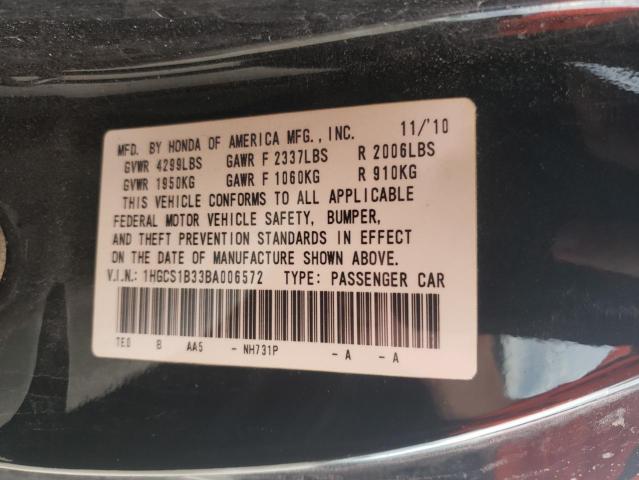 MFD. BY HONDA OF AMERICA MFG., INC. 11/'10
GVWR 4299LBS GAWR F 2337LBS R 2006LBS
GVWR 1950KG GAWR F 1060KG R 910KG
THIS VEHICLE CONFORMS TO ALL APPLICABLE
FEDERAL MOTOR VEHICLE SAFETY, BUMPER,
AND THEFT PREVENTION STANDARDS IN EFFECT
ON THE DATE OF MANUFACTURE SHOWN ABOVE.
V.I.N.: 1HGCS1B33BA006572 TYPE: PASSENGER CAR
TE0 B AA5 - NH731P - A - A